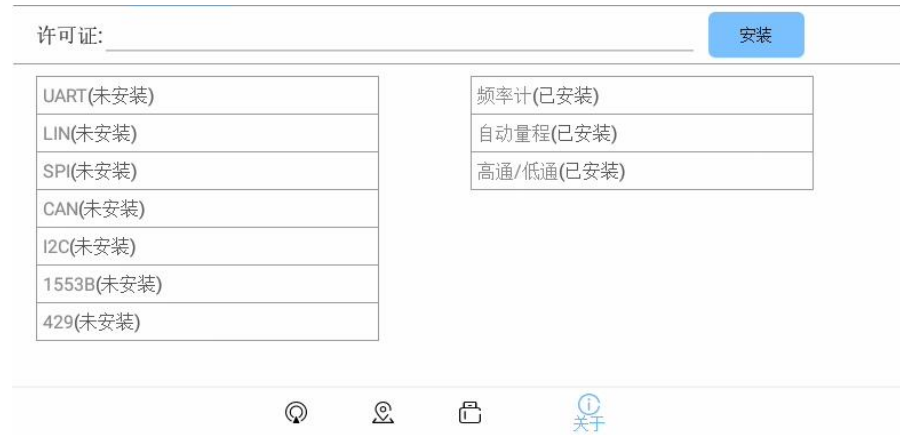 许可证:
安装
UART(未安装)
LIN(未安装)
SPI(未安装)
CAN(未安装)
I2C(未安装)
1553B(未安装)
429(未安装)
频率计(已安装)
自动量程(已安装)
高通/低通(已安装)
关于